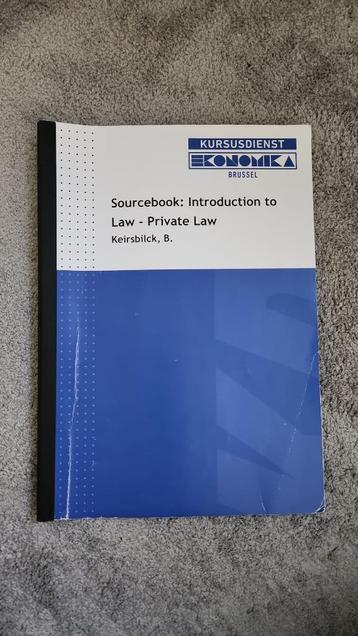 KURSUSDIENST
EKONOMIKA
BRUSSEL
Sourcebook: Introduction to
Law - Private Law
Keirsbilck, B.